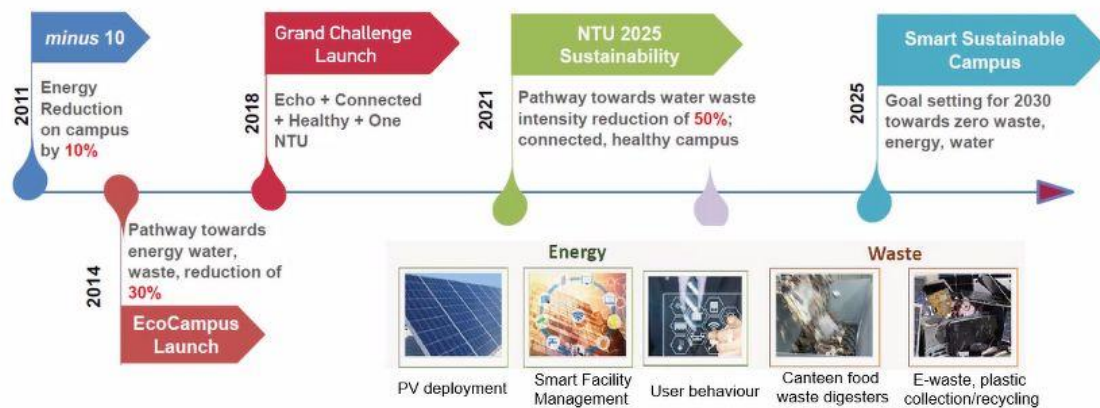 minus 10
2011
Energy
Reduction
on campus
by 10%
2014
Pathway towards
energy water,
waste, reduction of
30%
EcoCampus
Launch
Grand Challenge
Launch
2018
Echo + Connected
+ Healthy + One
NTU
NTU 2025
Sustainability
2021
Pathway towards water waste
intensity reduction of 50%;
connected, healthy campus
Smart Sustainable
Campus
2025
Goal setting for 2030
towards zero waste,
energy, water
Energy
PV deployment
Smart Facility
Management
User behaviour
Waste
Canteen food
waste digesters
E-waste, plastic
collection/recycling